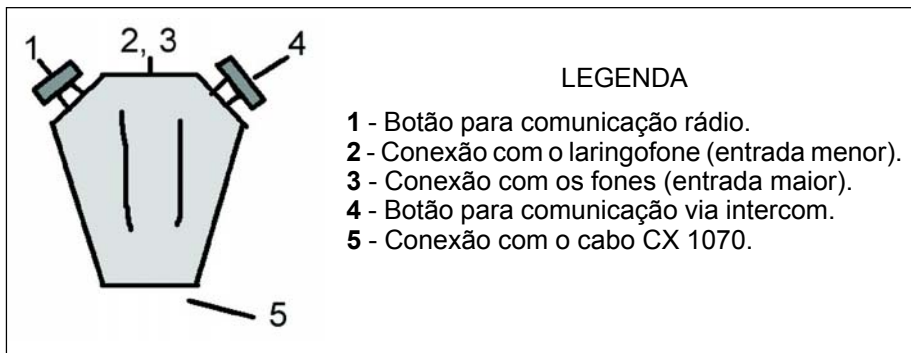 1
2, 3
4
5
LEGENDA
1 - Botão para comunicação rádio.
2 - Conexão com o laringofone (entrada menor).
3 - Conexão com os fones (entrada maior).
4 - Botão para comunicação via intercom.
5 - Conexão com o cabo CX 1070.